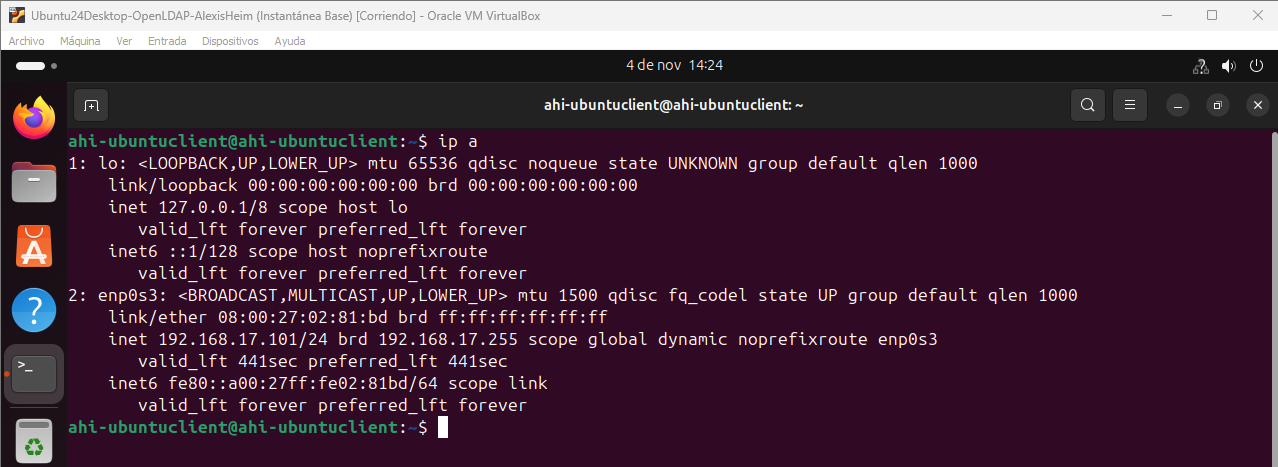 Ubuntu24Desktop-OpenLDAP-AlexisHeim (Instantánea Base) [Corriendo] - Oracle VM VirtualBox
Archivo Máquina Ver Entrada Dispositivos Ayuda
4 de nov 14:24
ahi-ubuntuclient@ahi-ubuntuclient: ~
ahi-ubuntuclient@ahi-ubuntuclient:~$ ip a
1: lo: <LOOPBACK,UP,LOWER_UP> mtu 65536 qdisc noqueue state UNKNOWN group default qlen 1000
    link/loopback 00:00:00:00:00:00 brd 00:00:00:00:00:00
    inet 127.0.0.1/8 scope host lo
       valid_lft forever preferred_lft forever
    inet6 ::1/128 scope host noprefixroute
       valid_lft forever preferred_lft forever
2: enp0s3: <BROADCAST,MULTICAST,UP,LOWER_UP> mtu 1500 qdisc fq_codel state UP group default qlen 1000
    link/ether 08:00:27:02:81:bd brd ff:ff:ff:ff:ff:ff
    inet 192.168.17.101/24 brd 192.168.17.255 scope global dynamic noprefixroute enp0s3
       valid_lft 441sec preferred_lft 441sec
    inet6 fe80::a00:27ff:fe02:81bd/64 scope link
       valid_lft forever preferred_lft forever
ahi-ubuntuclient@ahi-ubuntuclient:~$